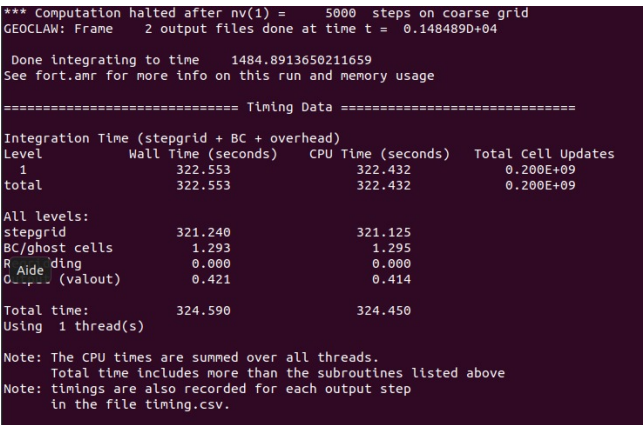 *** Computation halted after nv(1) =     5000  steps on coarse grid
GEOCLAW: Frame    2 output files done at time t =  0.148489D+04
Done integrating to time    1484.8913650211659
See fort.amr for more info on this run and memory usage
============================== Timing Data ==============================
Integration Time (stepgrid + BC + overhead)
Level           Wall Time (seconds)    CPU Time (seconds)   Total Cell Updates
1                   322.553                322.432            0.200E+09
total                 322.553                322.432            0.200E+09
All levels:
stepgrid              321.240                321.125
BC/ghost cells          1.293                  1.295
ding           0.000                  0.000
Aide
(valout)         0.421                  0.414
Total time:           324.590                324.450
Using  1 thread(s)
Note: The CPU times are summed over all threads.
Total time includes more than the subroutines listed above
Note: timings are also recorded for each output step
in the file timing.csv.